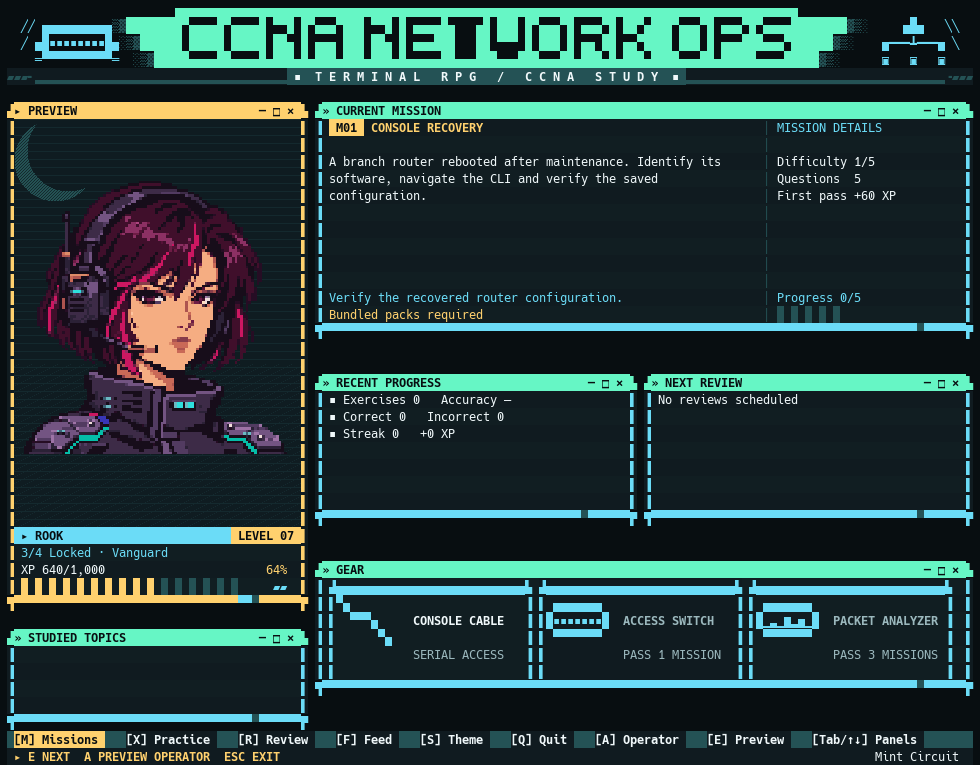 CCNA NETWORK OPS
▪ TERMINAL RPG / CCNA STUDY ▪
▸ PREVIEW — □ ×
▸ ROOK LEVEL 07
3/4 Locked · Vanguard
XP 640/1,000 64%
» STUDIED TOPICS — □ ×
» CURRENT MISSION — □ ×
M01 CONSOLE RECOVERY
A branch router rebooted after maintenance. Identify its
software, navigate the CLI and verify the saved
configuration.
Verify the recovered router configuration.
Bundled packs required
MISSION DETAILS
Difficulty 1/5
Questions 5
First pass +60 XP
Progress 0/5
» RECENT PROGRESS — □ ×
▪ Exercises 0 Accuracy —
▪ Correct 0 Incorrect 0
▪ Streak 0 +0 XP
» NEXT REVIEW — □ ×
No reviews scheduled
» GEAR — □ ×
CONSOLE CABLE
SERIAL ACCESS
ACCESS SWITCH
PASS 1 MISSION
PACKET ANALYZER
PASS 3 MISSIONS
[M] Missions [X] Practice [R] Review [F] Feed [S] Theme [Q] Quit [A] Operator [E] Preview [Tab/↑↓] Panels
▸ E NEXT A PREVIEW OPERATOR ESC EXIT Mint Circuit